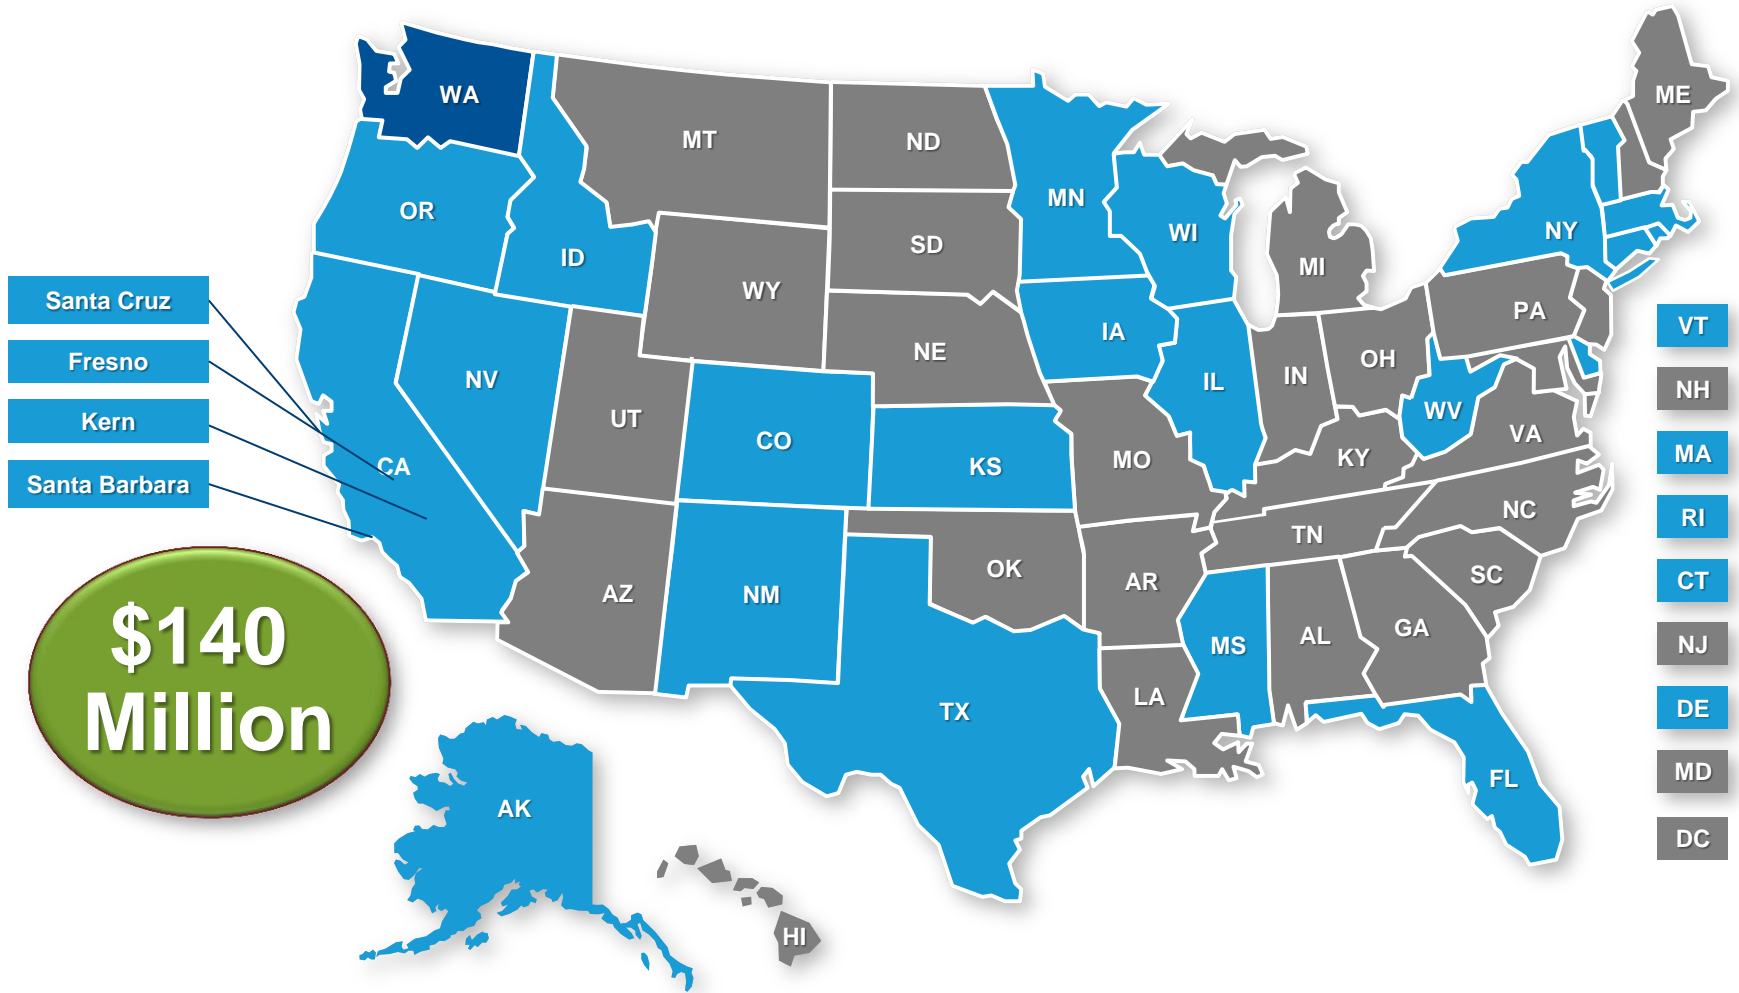 WA
MT
ND
ME
MN
OR
SD
WI
NY
ID
MI
WY
Santa Cruz
PA
VT
IA
NE
Fresno
OH
NV
IN
IL
NH
Kern
UT
WV
CO
VA
MA
CA
KS
MO
KY
Santa Barbara
NC
RI
TN
OK
SC
AZ
NM
AR
CT
$140
Million
GA
AL
MS
NJ
LA
TX
DE
FL
MD
AK
DC
HI